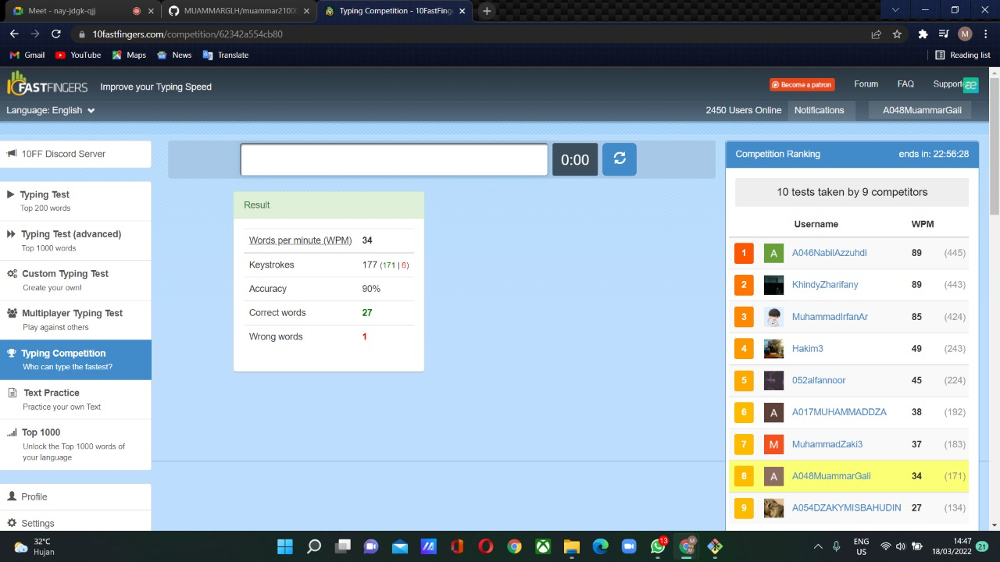 Meet - nay-jdgk-qjj
MUAMMARGLH/muammar2100
Typing Competition - 10FastFing
10fastfingers.com/competition/62342a554cb80
M
Gmail
YouTube
Maps
News
Translate
Reading list
FASTFINGERS
Improve your Typing Speed
Become a patron
Forum
FAQ
Supporte
æ
Language: English
2450 Users Online
Notifications
A048MuammarGali
10FF Discord Server
Typing Test
Top 200 words
Typing Test (advanced)
Top 1000 words
Custom Typing Test
Create your own!
Multiplayer Typing Test
Play against others
Typing Competition
Who can type the fastest?
Text Practice
Practice your own Text
Top 1000
Unlock the Top 1000 words of
your language
Profile
Settings
0:00
Result
Words per minute (WPM) 34
Keystrokes 177 (171 | 6)
Accuracy 90%
Correct words 27
Wrong words 1
Competition Ranking ends in: 22:56:28
10 tests taken by 9 competitors
Username WPM
1 A A046NabilAzzuhdi 89 (445)
2 KhindyZharifany 89 (443)
3 MuhammadIrfanAr 85 (424)
4 Hakim3 49 (243)
5 052alfannoor 45 (224)
6 A A017MUHAMMADDZA 38 (192)
7 M MuhammadZaki3 37 (183)
8 A A048MuammarGali 34 (171)
9 A054DZAKYMISBAHUDIN 27 (134)
32°C
Hujan
13
M
ENG
US
14:47
18/03/2022
21